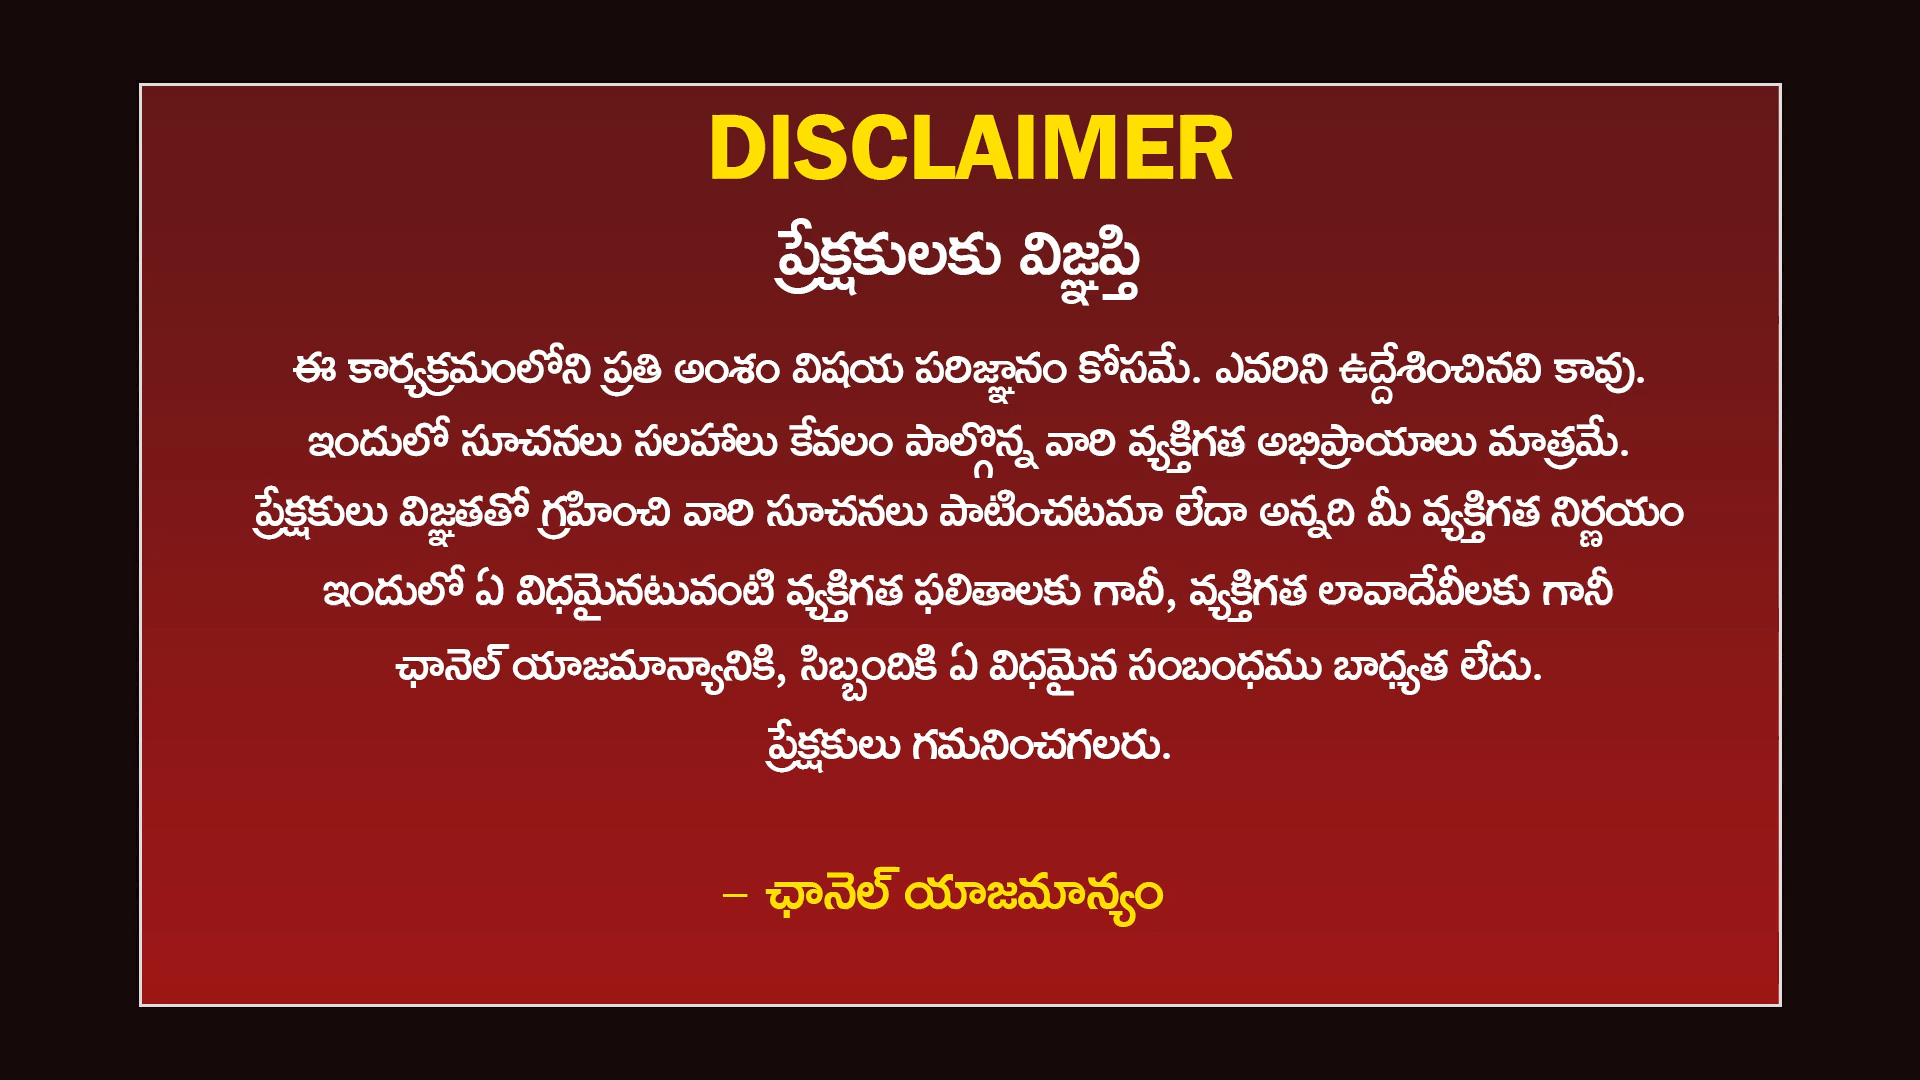 DISCLAIMER
ప్రేక్షకులకు విజ్ఞప్తి
ఈ కార్యక్రమంలోని ప్రతి అంశం విషయ పరిజ్ఞానం కోసమే. ఎవరిని ఉద్దేశించినవి కావు.
ఇందులో సూచనలు సలహాలు కేవలం పాల్గొన్న వారి వ్యక్తిగత అభిప్రాయాలు మాత్రమే.
ప్రేక్షకులు విజ్ఞతతో గ్రహించి వారి సూచనలు పాటించటమా లేదా అన్నది మీ వ్యక్తిగత నిర్ణయం
ఇందులో ఏ విధమైనటువంటి వ్యక్తిగత ఫలితాలకు గానీ, వ్యక్తిగత లావాదేవీలకు గానీ
ఛానెల్ యాజమాన్యానికి, సిబ్బందికి ఏ విధమైన సంబంధము బాధ్యత లేదు.
ప్రేక్షకులు గమనించగలరు.
– ఛానెల్ యాజమాన్యం